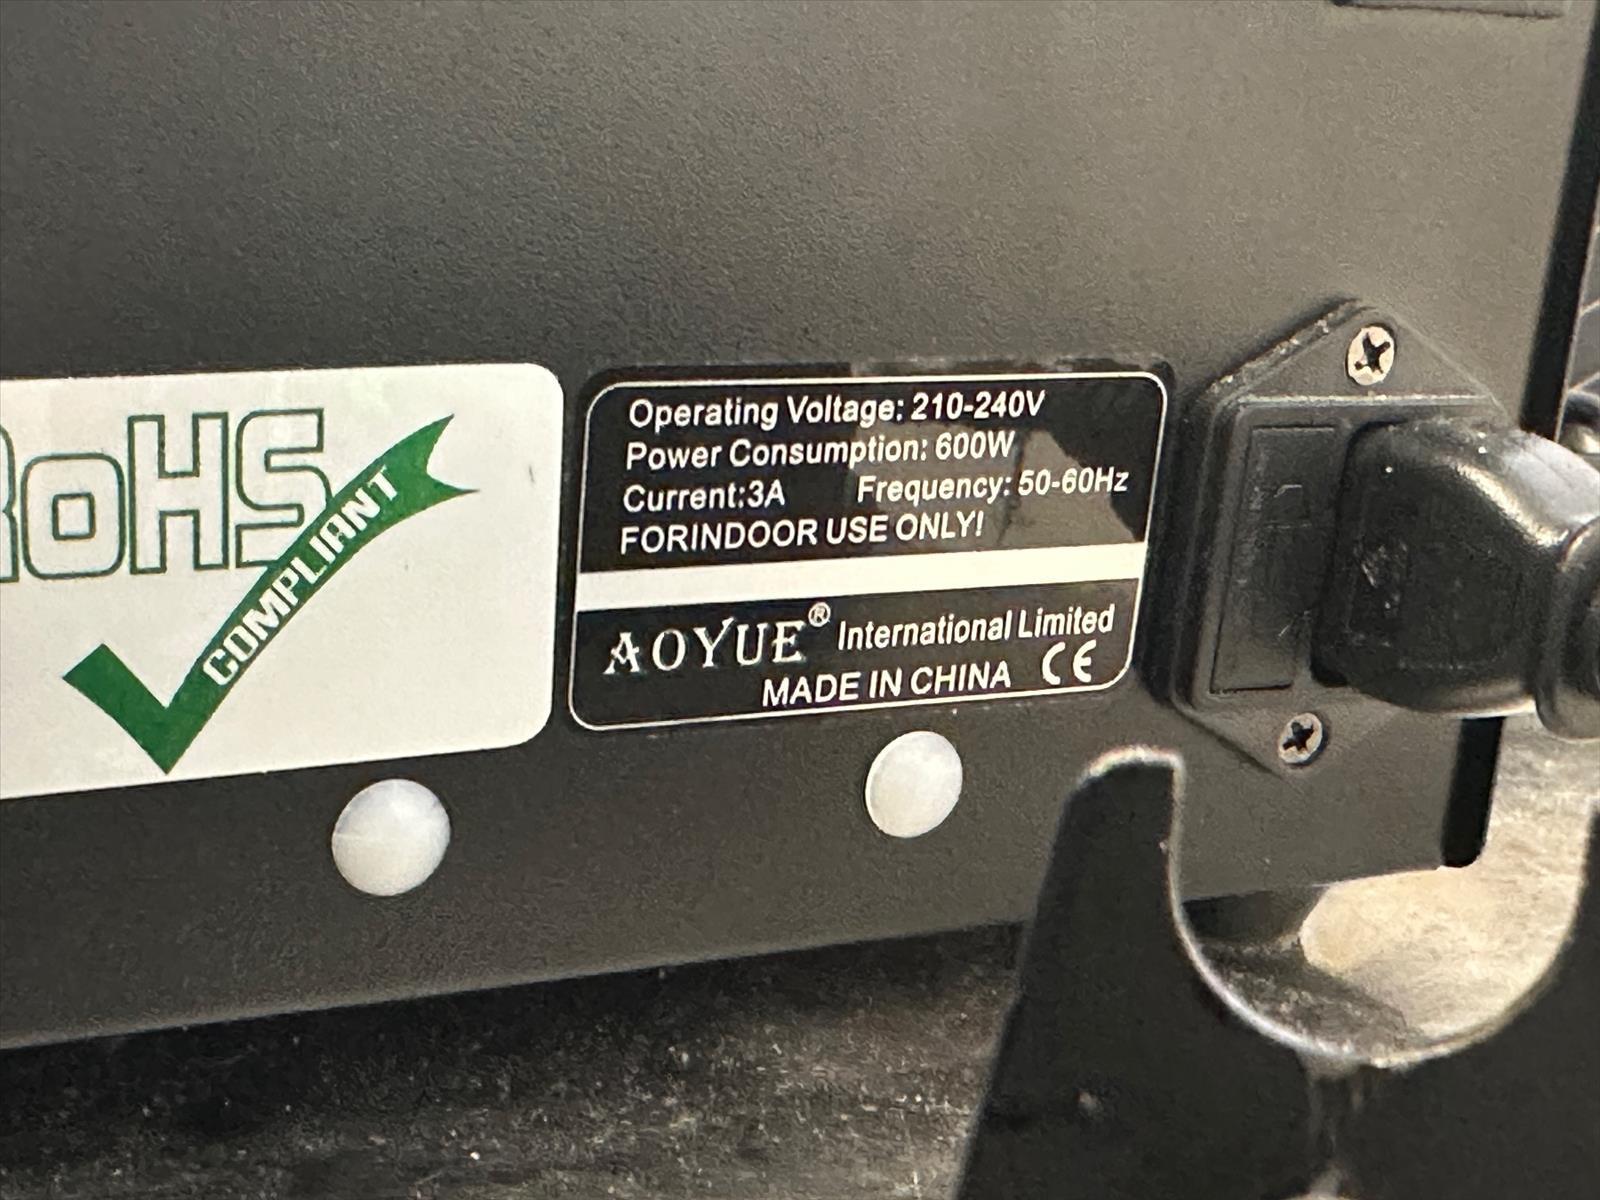 RoHS
COMPLIANT
Operating Voltage: 210-240V
Power Consumption: 600W
Current:3A Frequency: 50-60Hz
FORINDOOR USE ONLY!
AOYUE® International Limited
MADE IN CHINA CE